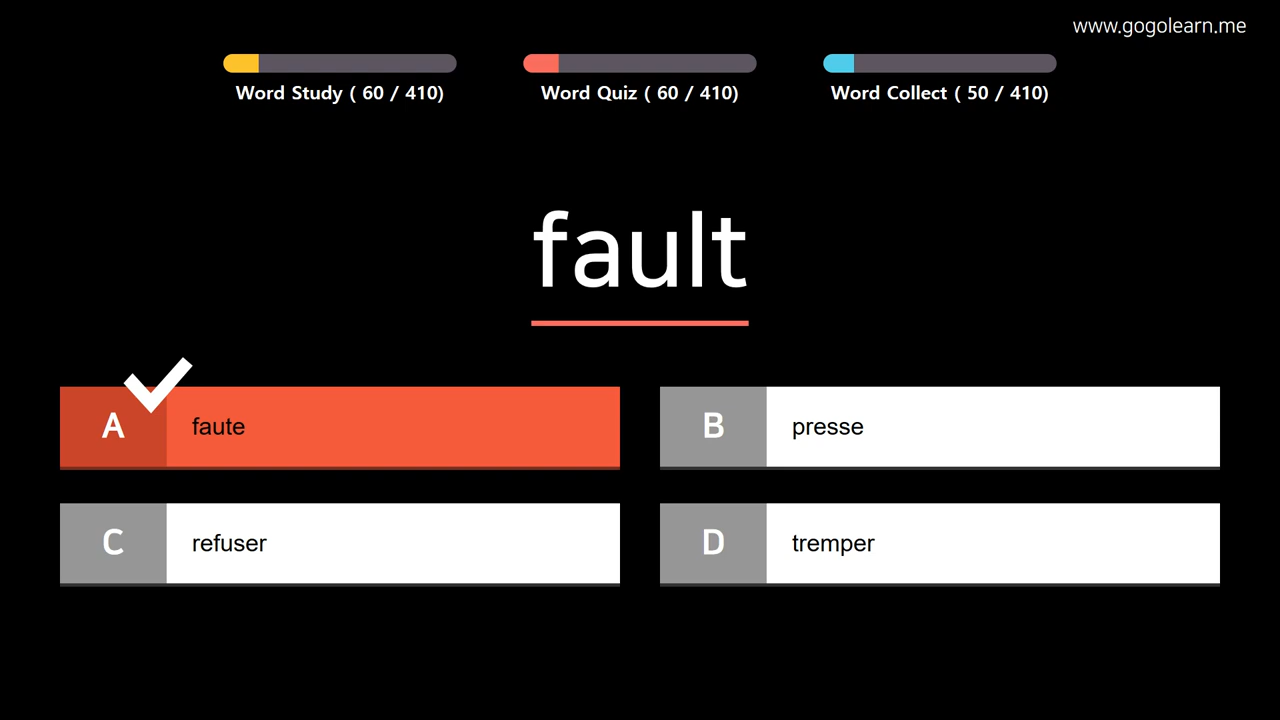 www.gogolearn.me
Word Study ( 60 / 410)
Word Quiz ( 60 / 410)
Word Collect ( 50 / 410)
fault
A faute
B presse
C refuser
D tremper